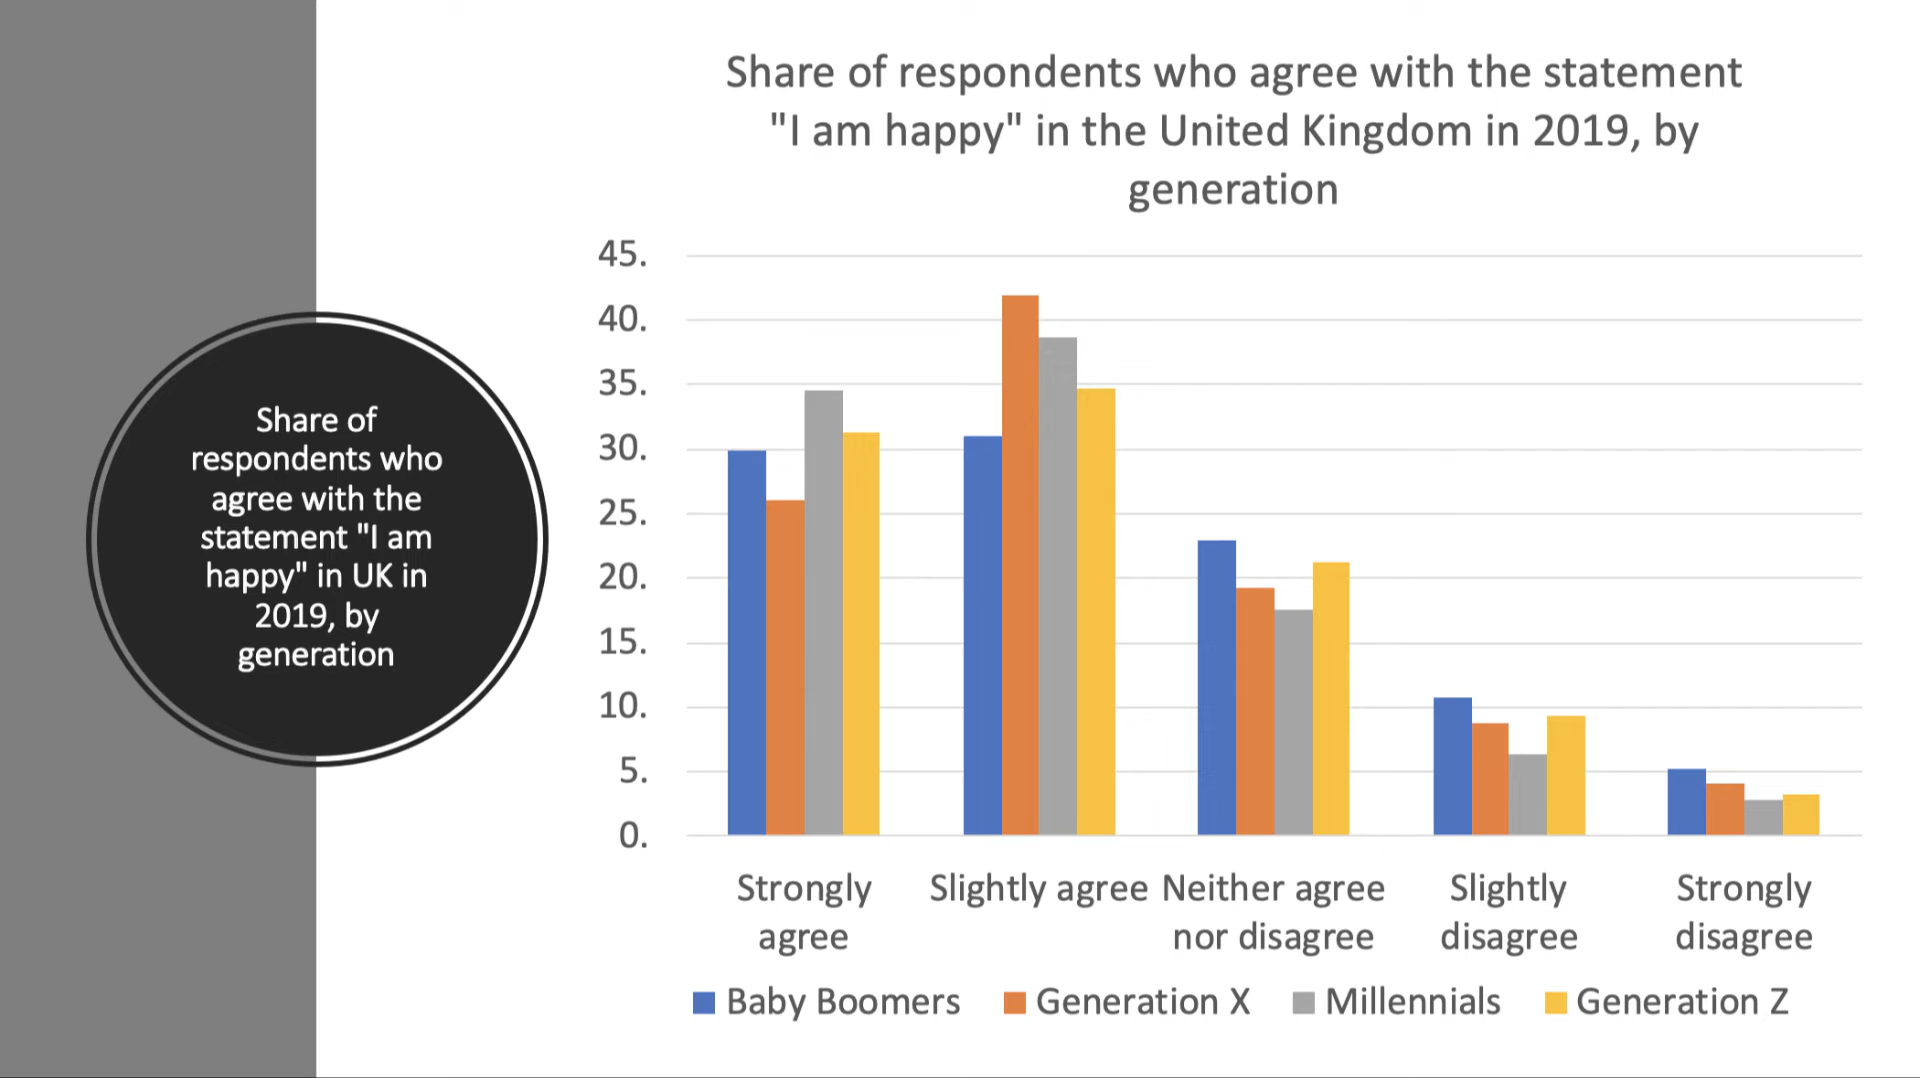 Share of
respondents who
agree with the
statement "I am
happy" in UK in
2019, by
generation
Share of respondents who agree with the statement
"I am happy" in the United Kingdom in 2019, by
generation
45.
40.
35.
30.
25.
20.
15.
10.
5.
0.
Strongly
agree
Slightly agree
Neither agree
nor disagree
Slightly
disagree
Strongly
disagree
Baby Boomers
Generation X
Millennials
Generation Z